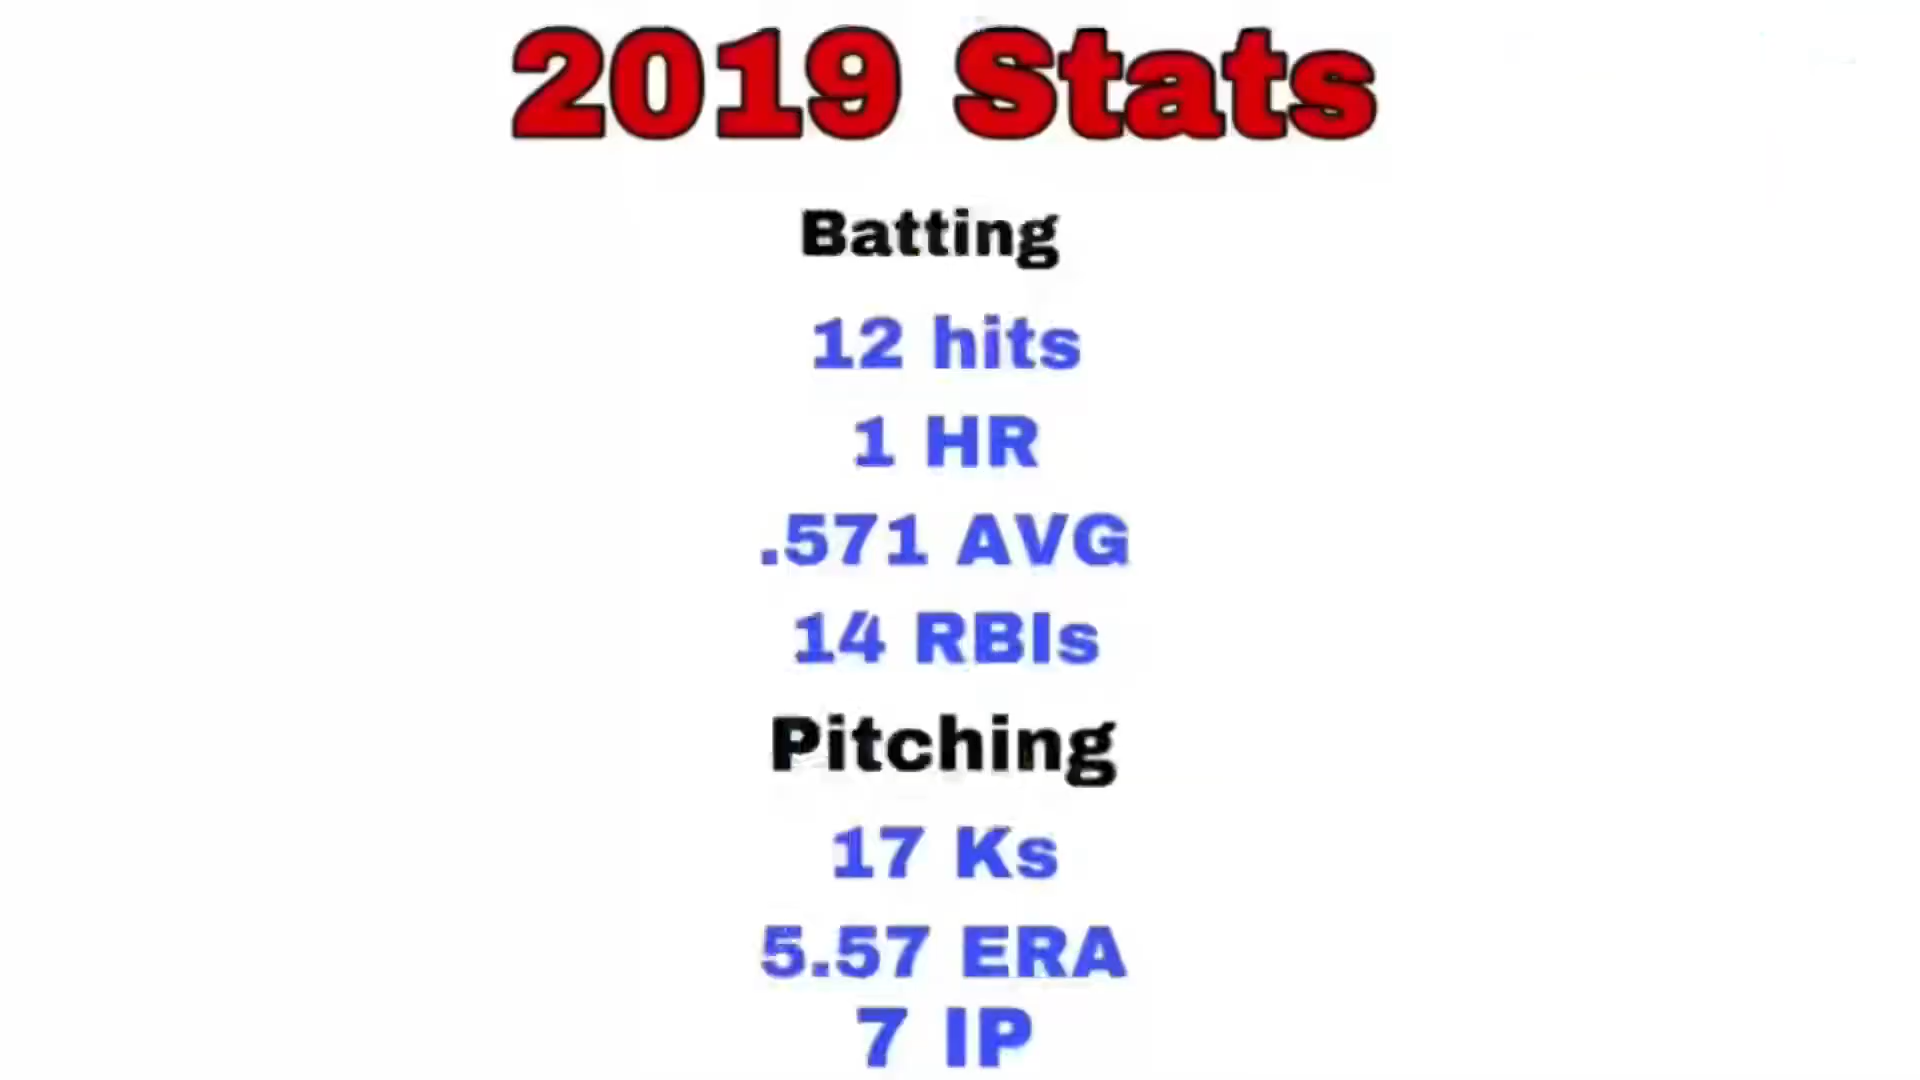 2019 Stats
Batting
12 hits
1 HR
.571 AVG
14 RBIs
Pitching
17 Ks
5.57 ERA
7 IP